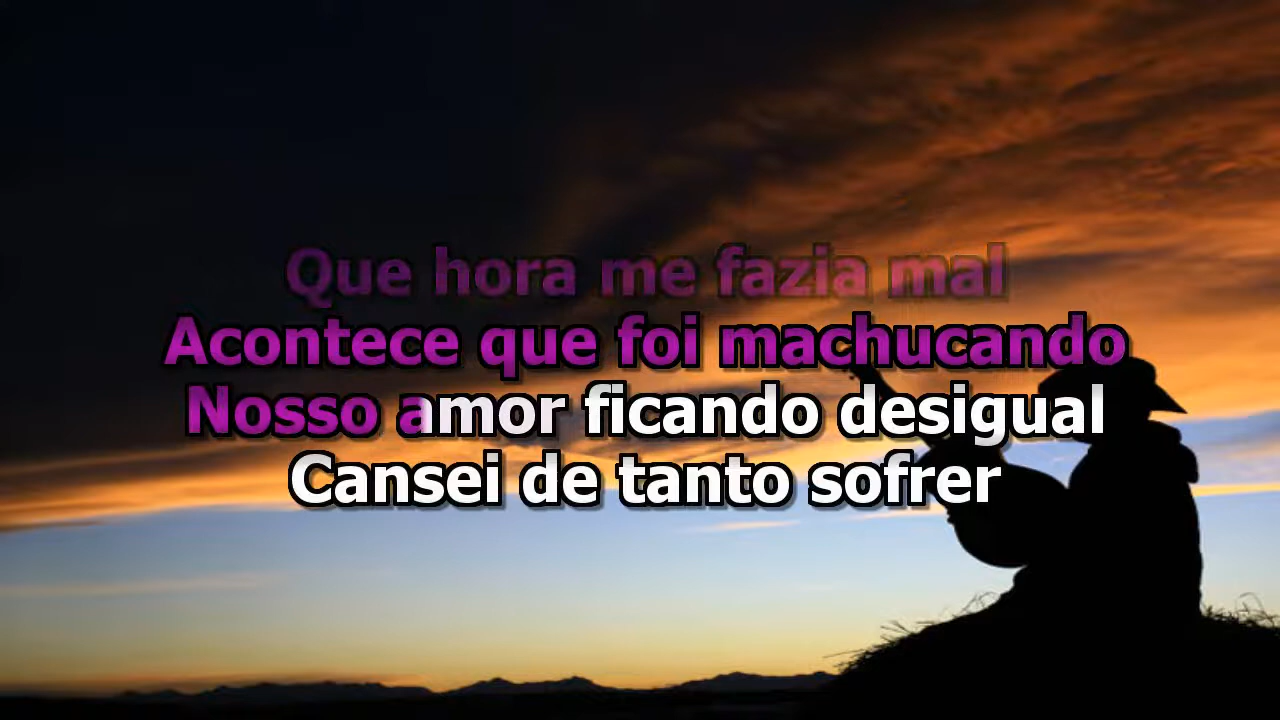 Que hora me fazia mal
Acontece que foi machucando
Nosso amor ficando desigual
Cansei de tanto sofrer